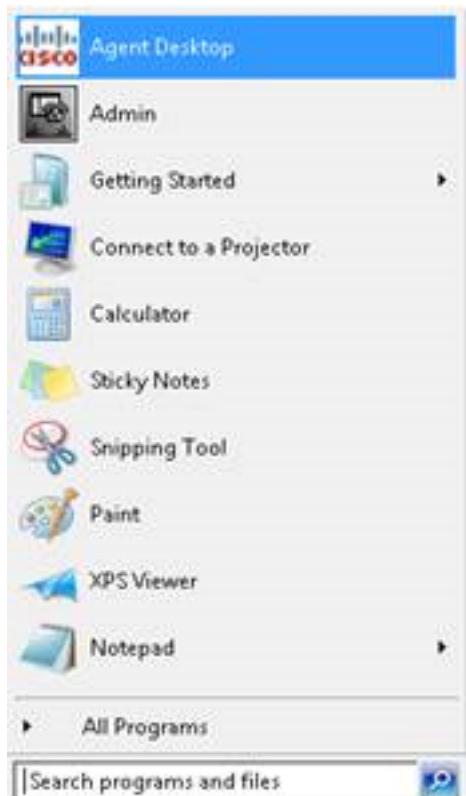 CISCO
Agent Desktop
Admin
Getting Started
Connect to a Projector
Calculator
Sticky Notes
Snipping Tool
Paint
XPS Viewer
Notepad
All Programs
Search programs and files